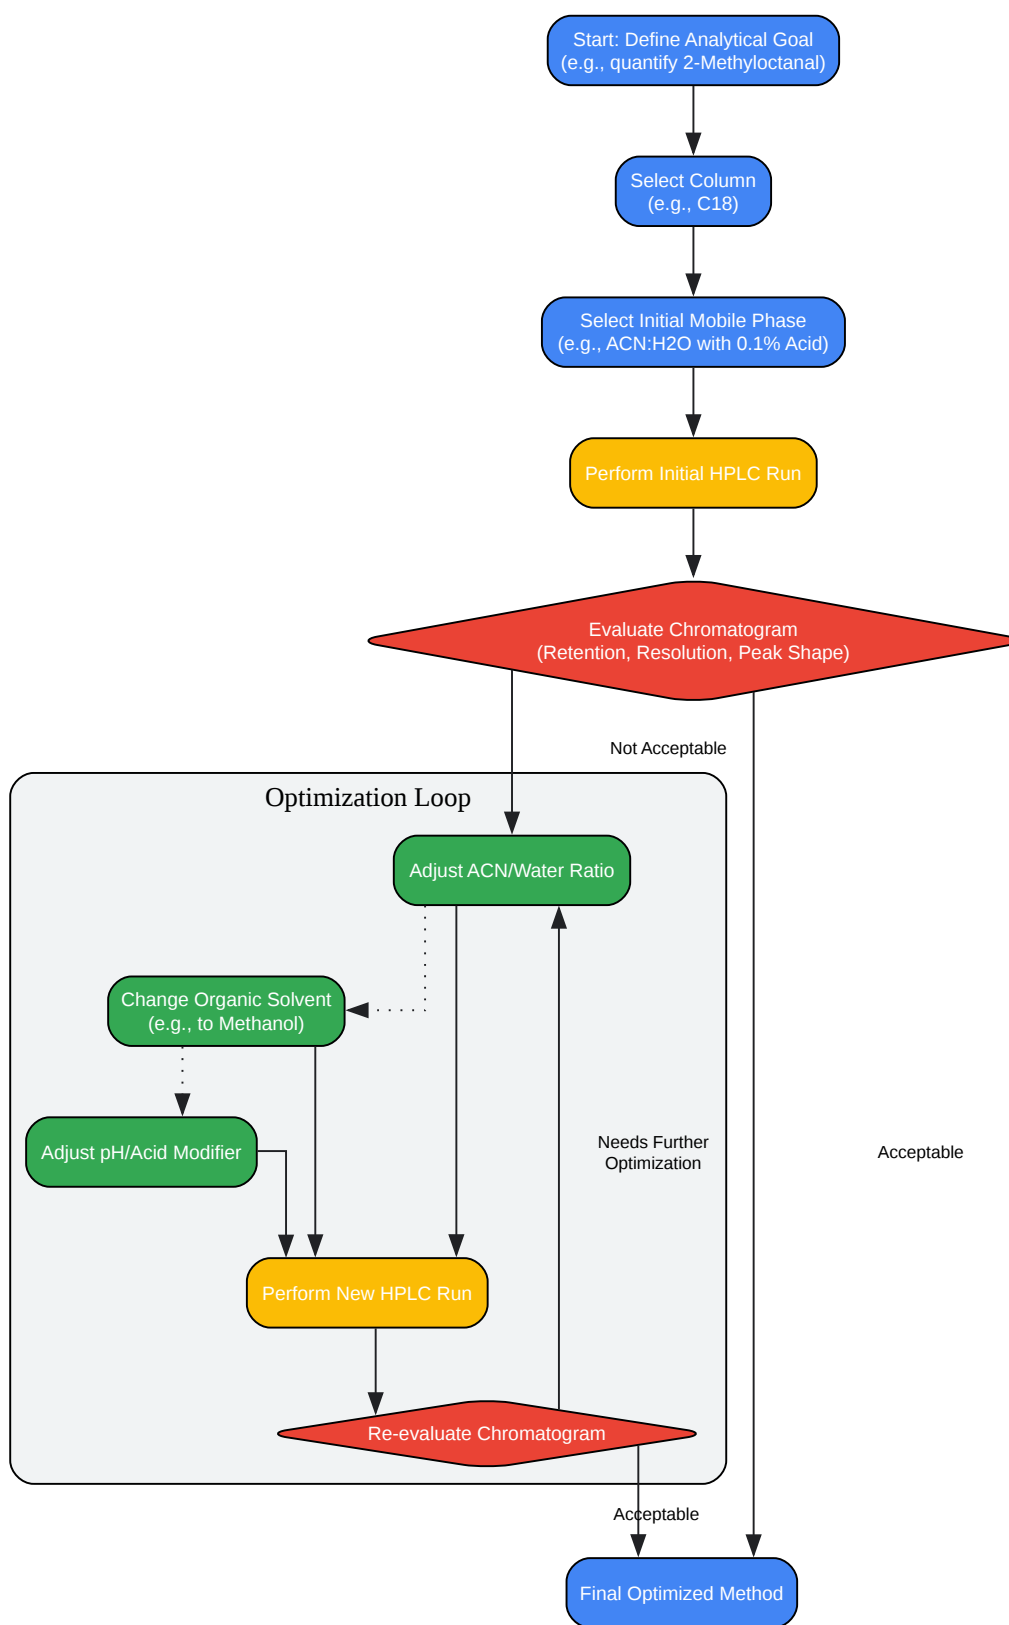 Start: Define Analytical Goal
(e.g., quantify 2-Methyloctanal)
Select Column
(e.g., C18)
Select Initial Mobile Phase
(e.g., ACN:H2O with 0.1% Acid)
Perform Initial HPLC Run
Evaluate Chromatogram
(Retention, Resolution, Peak Shape)
Not Acceptable
Optimization Loop
Adjust ACN/Water Ratio
Change Organic Solvent
(e.g., to Methanol)
Adjust pH/Acid Modifier
Needs Further
Optimization
Acceptable
Perform New HPLC Run
Re-evaluate Chromatogram
Acceptable
Final Optimized Method